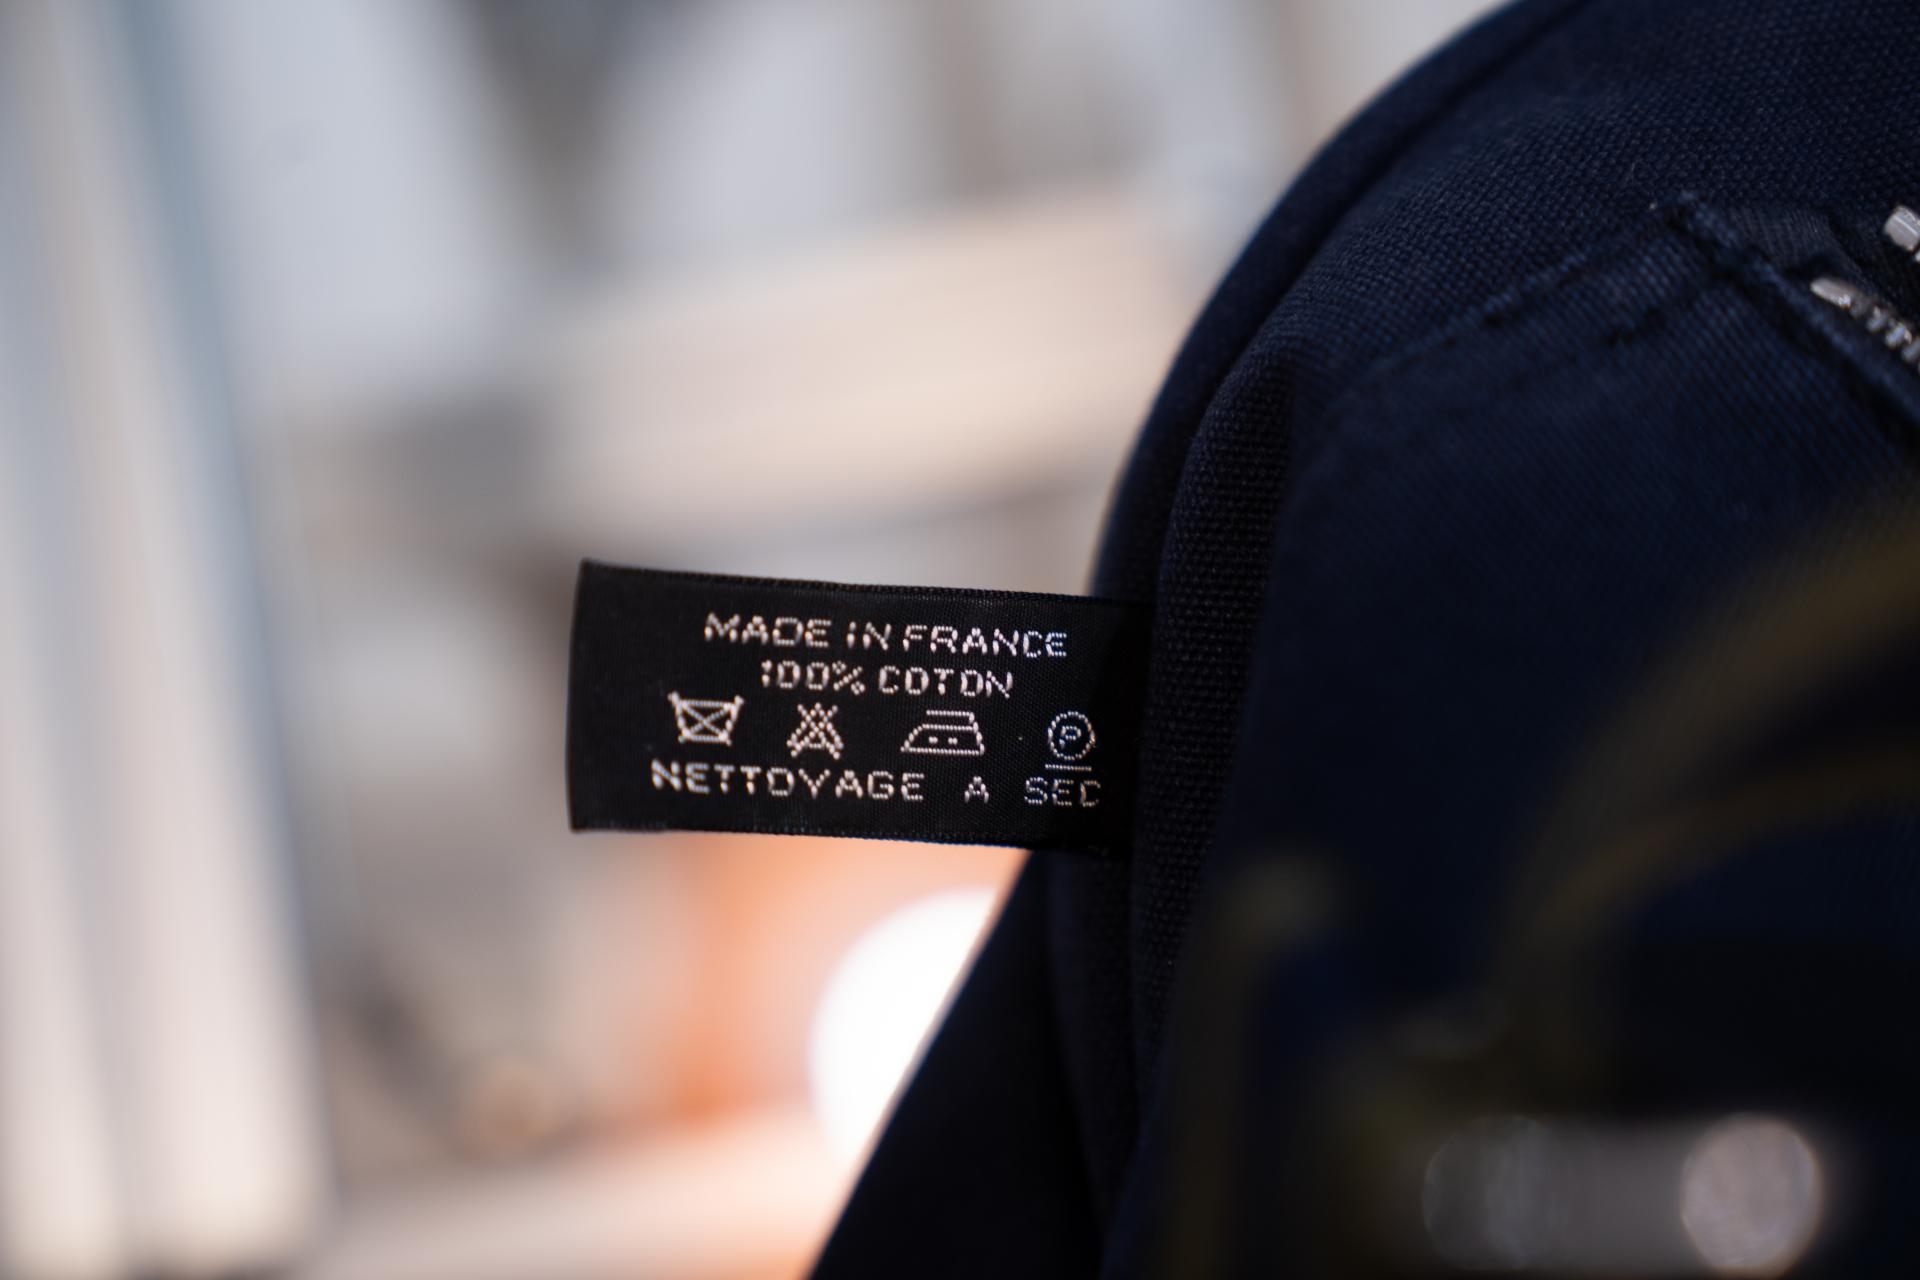 MADE IN FRANCE
100% COTON
P
NETTOYAGE A SEC